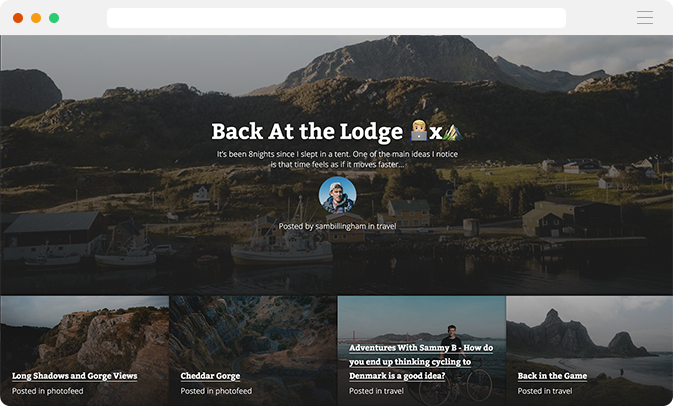 Back At the Lodge 👨🏼‍💻x⛰️
It's been 8nights since I slept in a tent. One of the main ideas I notice
is that time feels as if it moves faster...
Posted by sambillingham in travel
Long Shadows and Gorge Views
Posted in photofeed
Cheddar Gorge
Posted in photofeed
Adventures With Sammy B - How do
you end up thinking cycling to
Denmark is a good idea?
Posted in travel
Back in the Game
Posted in travel